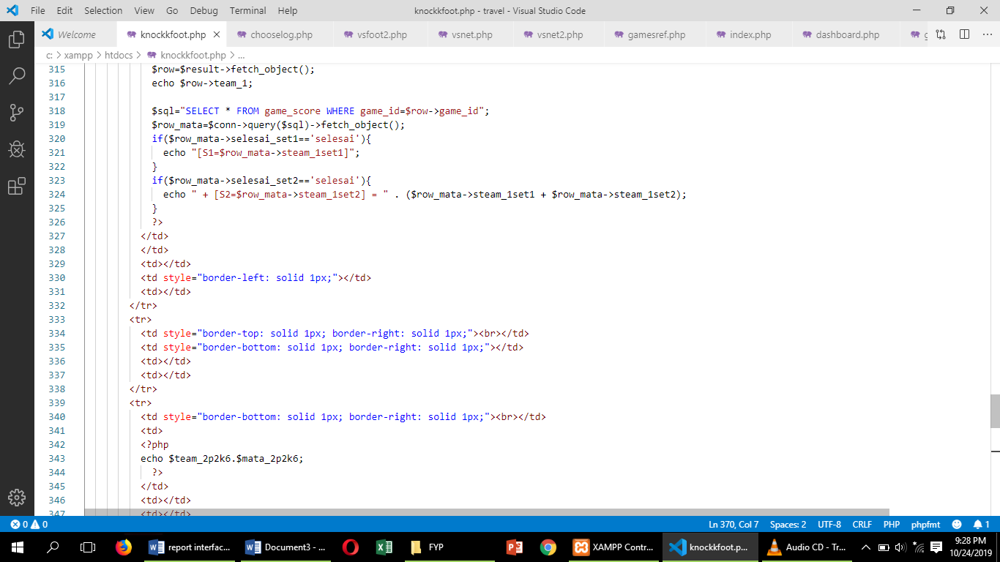 File Edit Selection View Go Debug Terminal Help knockkfoot.php - travel - Visual Studio Code
Welcome knockkfoot.php chooselog.php vsfoot2.php vsnet.php vsnet2.php gamesref.php index.php dashboard.php
c: > xampp > htdocs > knockkfoot.php > ...
315 $row=$result->fetch_object();
316 echo $row->team_1;
317
318 $sql="SELECT * FROM game_score WHERE game_id=$row->game_id";
319 $row_mata=$conn->query($sql)->fetch_object();
320 if($row_mata->selesai_set1=='selesai'){
321 echo "[S1=$row_mata->steam_1set1]";
322 }
323 if($row_mata->selesai_set2=='selesai'){
324 echo " + [S2=$row_mata->steam_1set2] = " . ($row_mata->steam_1set1 + $row_mata->steam_1set2);
325 }
326 ?>
327 </td>
328 </td>
329 <td></td>
330 <td style="border-left: solid 1px;"></td>
331 <td></td>
332 </tr>
333 <tr>
334 <td style="border-top: solid 1px; border-right: solid 1px;"><br></td>
335 <td style="border-bottom: solid 1px; border-right: solid 1px;"></td>
336 <td></td>
337 <td></td>
338 </tr>
339 <tr>
340 <td style="border-bottom: solid 1px; border-right: solid 1px;"><br></td>
341 <td>
342 <?php
343 echo $team_2p2k6.$mata_2p2k6;
344 ?>
345 </td>
346 <td></td>
347 <td></td>
0 0 Ln 370, Col 7 Spaces: 2 UTF-8 CRLF PHP phpfmt 1
report interfac... Document3 - ... FYP XAMPP Contr... knockkfoot.p... Audio CD - Tr... 9:28 PM
10/24/2019